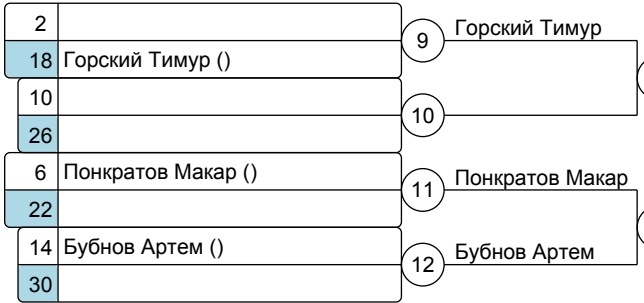 2
9 Горский Тимур
18 Горский Тимур ()
10
10
26
6 Понкратов Макар ()
11 Понкратов Макар
22
14 Бубнов Артем ()
12 Бубнов Артем
30